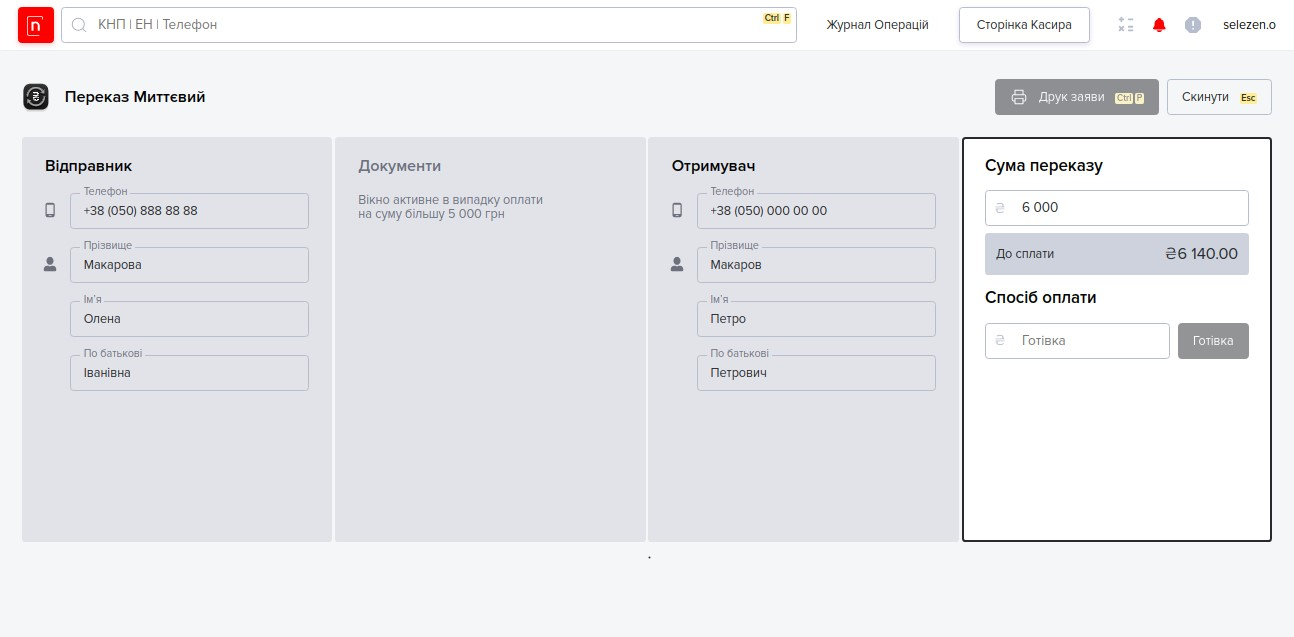 n
КНП | ЕН | Телефон
Ctrl F
Журнал Операцій
Сторінка Касира
selezen.o
Переказ Миттєвий
Друк заяви Ctrl P
Скинути Esc
Відправник
Телефон
+38 (050) 888 88 88
Прізвище
Макарова
Ім'я
Олена
По батькові
Іванівна
Документи
Вікно активне в випадку оплати
на суму більшу 5 000 грн
Отримувач
Телефон
+38 (050) 000 00 00
Прізвище
Макаров
Ім'я
Петро
По батькові
Петрович
Сума переказу
₴ 6 000
До сплати ₴6 140.00
Спосіб оплати
₴ Готівка
Готівка